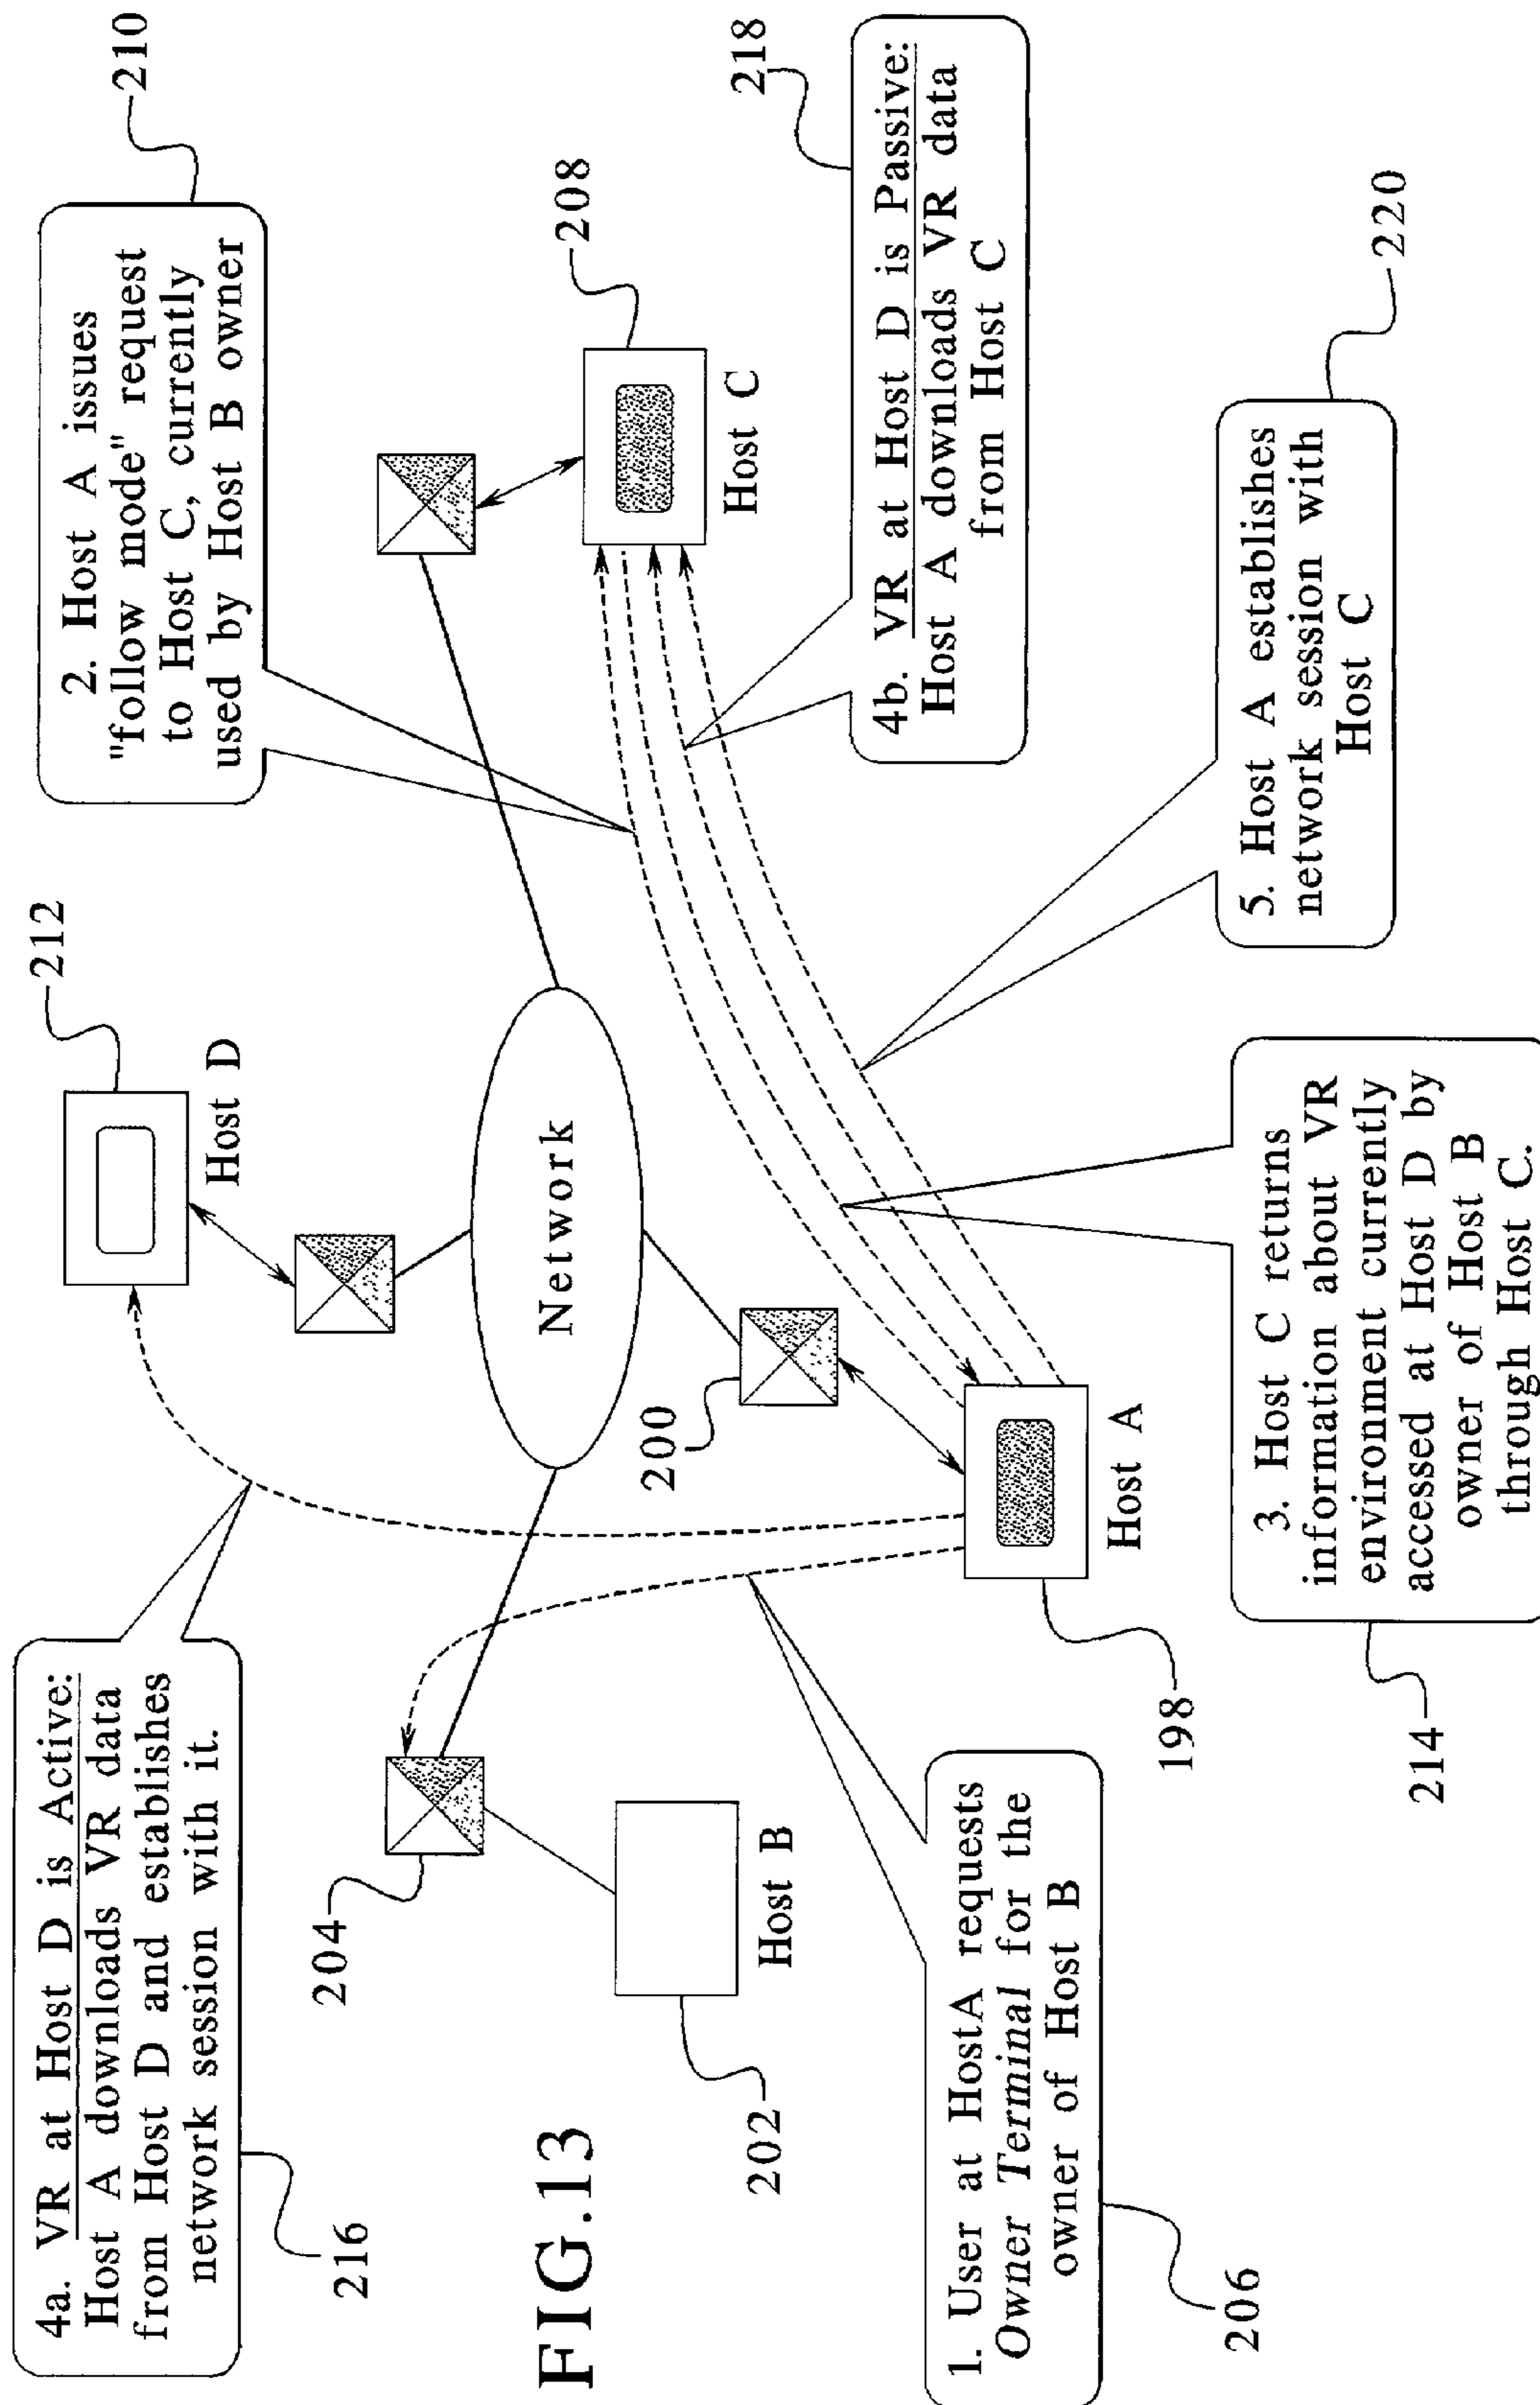 4a. VR at Host D is Active:
Host A downloads VR data
from Host D and establishes
network session with it.
216
212
Host D
2. Host A issues
"follow mode" request
to Host C, currently
used by Host B owner
210
204
Network
208
Host C
FIG.13
202
Host B
200
218
4b. VR at Host D is Passive:
Host A downloads VR data
from Host C
1. User at HostA requests
Owner Terminal for the
owner of Host B
206
198
Host A
5. Host A establishes
network session with
Host C
220
3. Host C returns
information about VR
environment currently
accessed at Host D by
owner of Host B
through Host C.
214